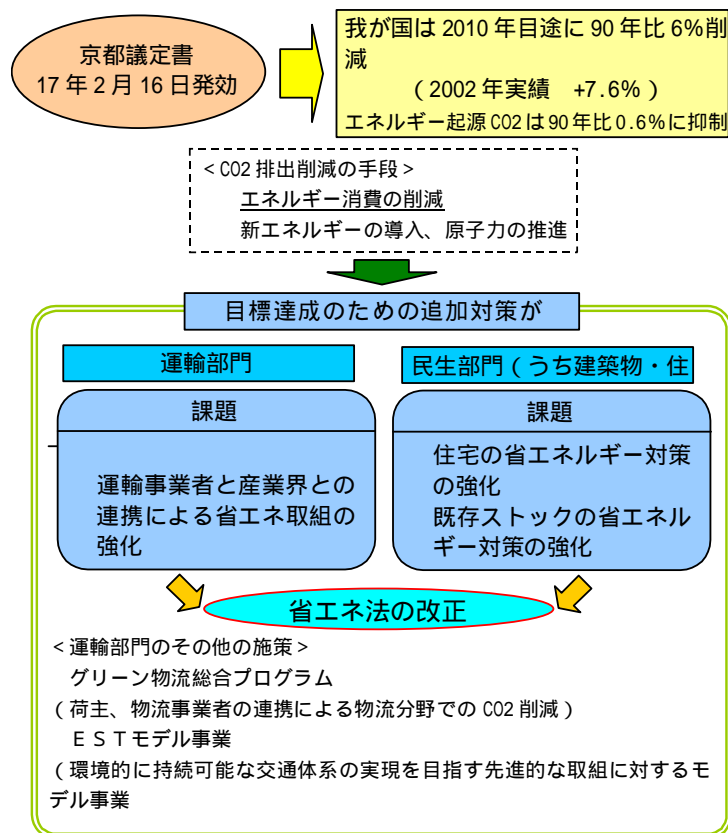 京都議定書
17年2月16日発効
我が国は2010年目途に90年比6%削
減
(2002年実績 +7.6%)
エネルギー起源CO2は90年比0.6%に抑制
<CO2排出削減の手段>
エネルギー消費の削減
新エネルギーの導入、原子力の推進
目標達成のための追加対策が
運輸部門
課題
運輸事業者と産業界との
連携による省エネ取組の
強化
民生部門(うち建築物・住
課題
住宅の省エネルギー対策
の強化
既存ストックの省エネル
ギー対策の強化
省エネ法の改正
<運輸部門のその他の施策>
グリーン物流総合プログラム
(荷主、物流事業者の連携による物流分野でのCO2削減)
ESTモデル事業
(環境的に持続可能な交通体系の実現を目指す先進的な取組に対するモ
デル事業